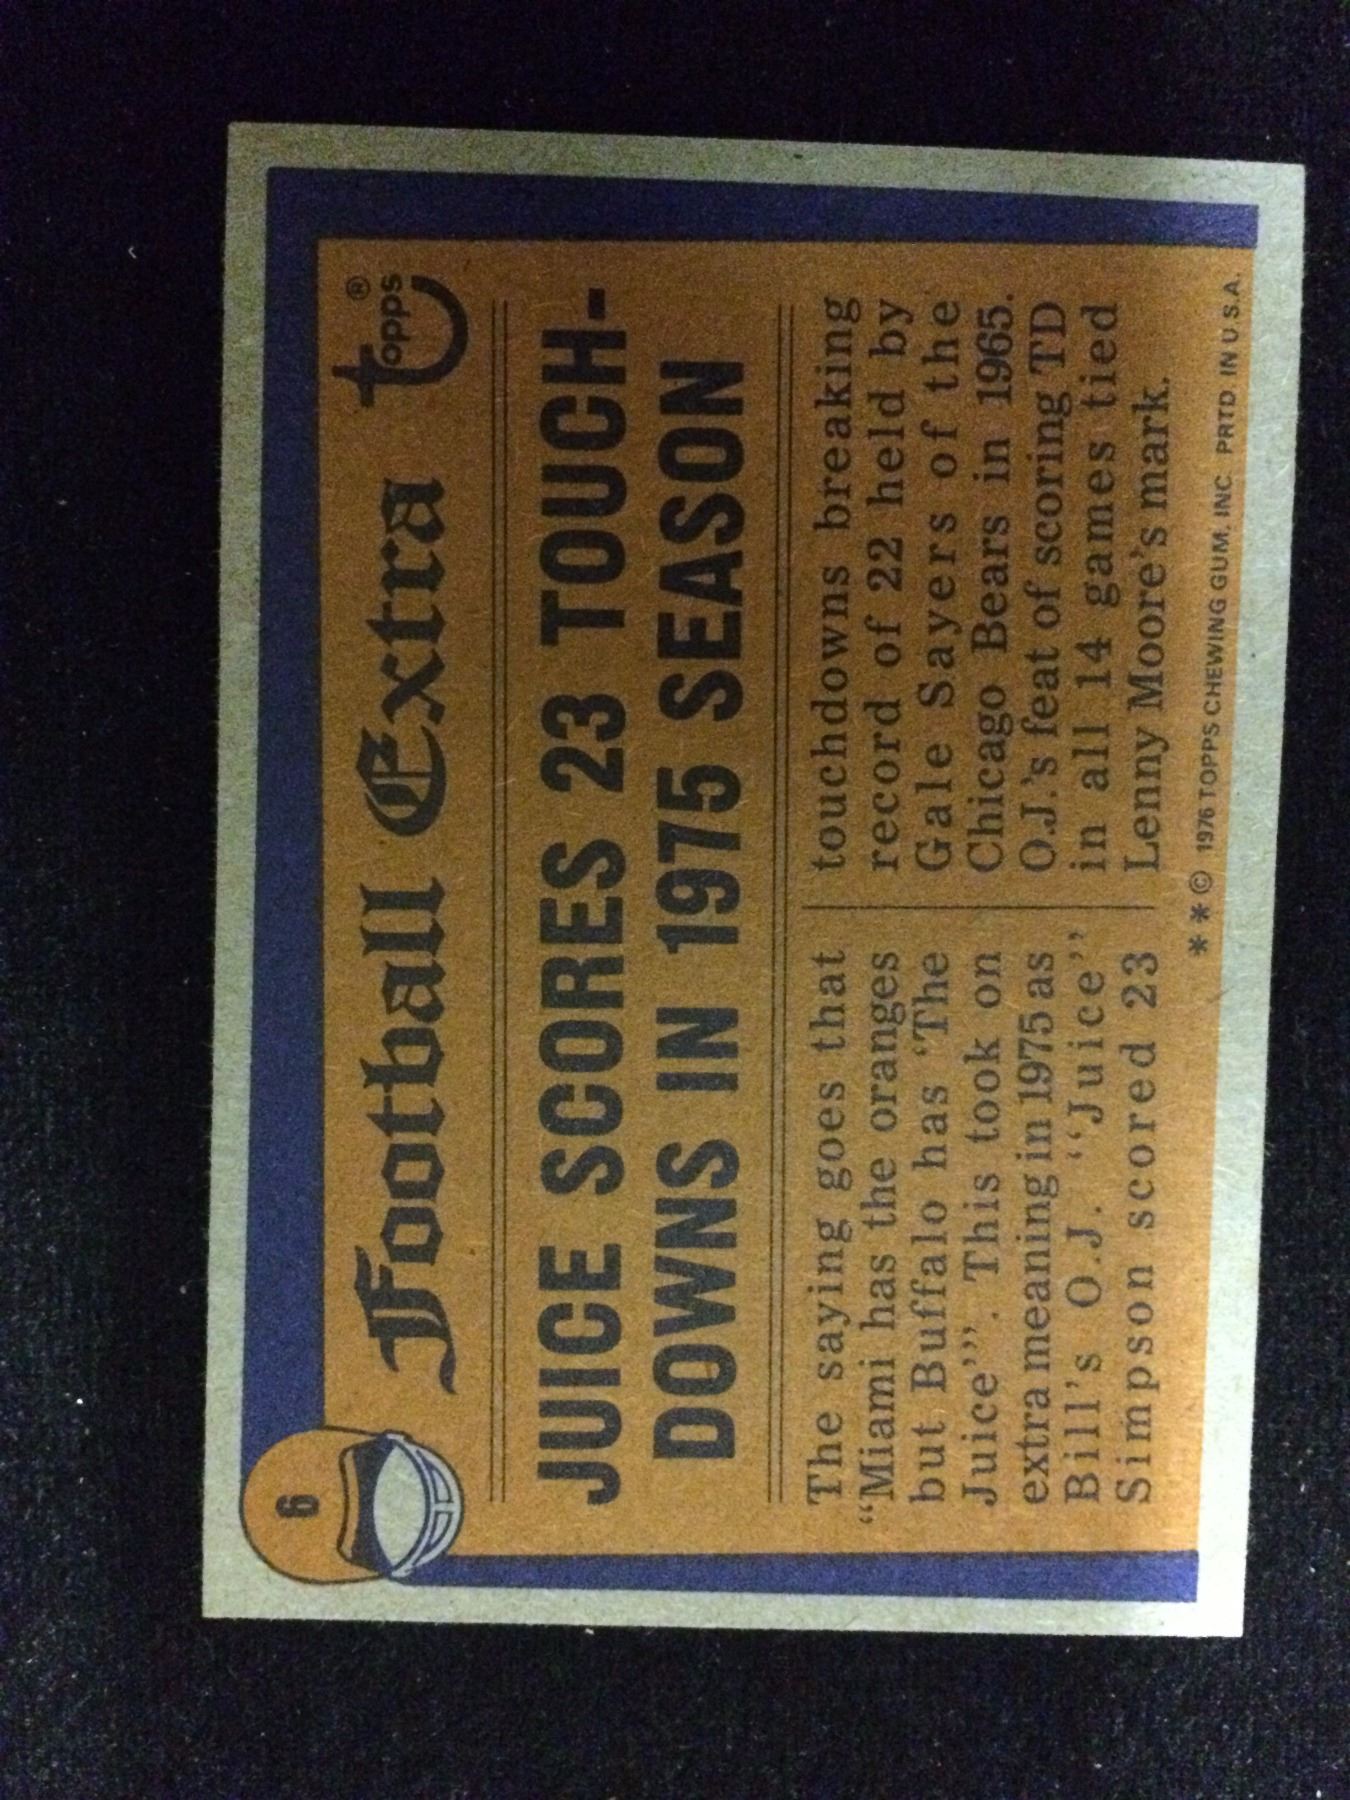 6
Football Extra
topps®
JUICE SCORES 23 TOUCH-
DOWNS IN 1975 SEASON
The saying goes that
“Miami has the oranges
but Buffalo has ‘The
Juice’”. This took on
extra meaning in 1975 as
Bill’s O.J. “Juice”
Simpson scored 23
touchdowns breaking
record of 22 held by
Gale Sayers of the
Chicago Bears in 1965.
O.J.’s feat of scoring TD
in all 14 games tied
Lenny Moore’s mark.
**© 1976 TOPPS CHEWING GUM, INC. PRTD. IN U.S.A.